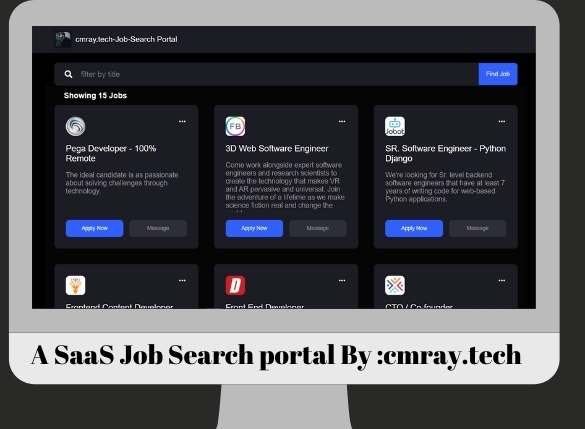 cmray.tech-Job-Search Portal
filter by title
Find Job
Showing 15 Jobs
Pega Developer - 100%
Remote
The ideal candidate is as passionate
about solving challenges through
technology.
Apply Now
Message
FB
3D Web Software Engineer
Come work alongside expert software
engineers and research scientists to
create the technology that makes VR
and AR pervasive and universal. Join
the adventure of a lifetime as we make
science fiction real and change the
Apply Now
Message
Jobot
SR. Software Engineer - Python
Django
We're looking for Sr. level backend
software engineers that have at least 7
years of writing code for web-based
Python applications.
Apply Now
Message
Frontend Content Developer
Front End Developer
CTO / Co founder
A SaaS Job Search portal By :cmray.tech